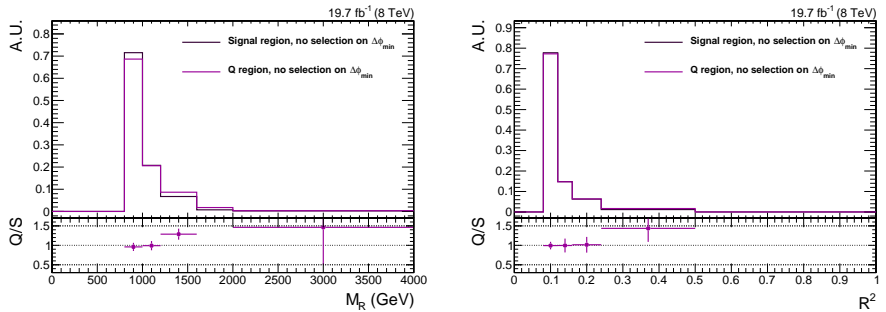 19.7 fb⁻¹ (8 TeV)
A.U.
0.8
0.7
0.6
0.5
0.4
0.3
0.2
0.1
0
Signal region, no selection on Δϕmin
Q region, no selection on Δϕmin
Q/S
1.5
1
0.5
0 500 1000 1500 2000 2500 3000 3500 4000
M_R (GeV)
19.7 fb⁻¹ (8 TeV)
A.U.
0.9
0.8
0.7
0.6
0.5
0.4
0.3
0.2
0.1
0
Signal region, no selection on Δϕmin
Q region, no selection on Δϕmin
Q/S
1.5
1
0.5
0 0.1 0.2 0.3 0.4 0.5 0.6 0.7 0.8 0.9 1
R²